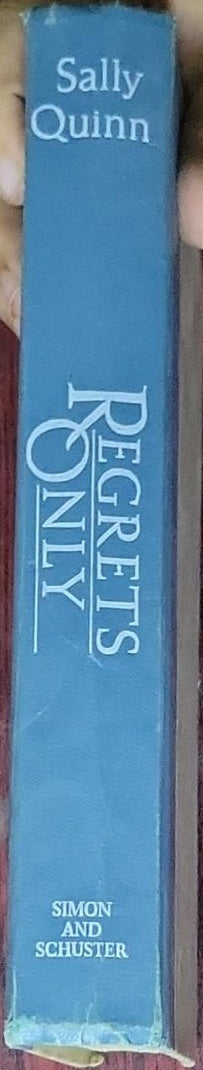 Sally
Quinn
REGRETS
ONLY
SIMON
AND
SCHUSTER